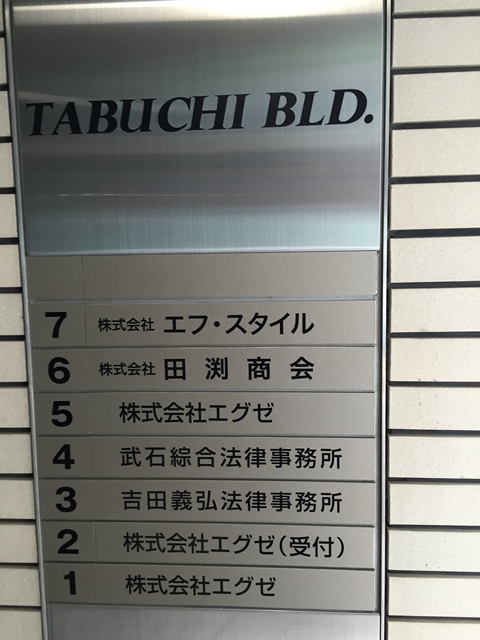 TABUCHI BLD.
7 株式会社 エフ・スタイル
6 株式会社 田渕商会
5 株式会社エグゼ
4 武石綜合法律事務所
3 吉田義弘法律事務所
2 株式会社エグゼ(受付)
1 株式会社エグゼ